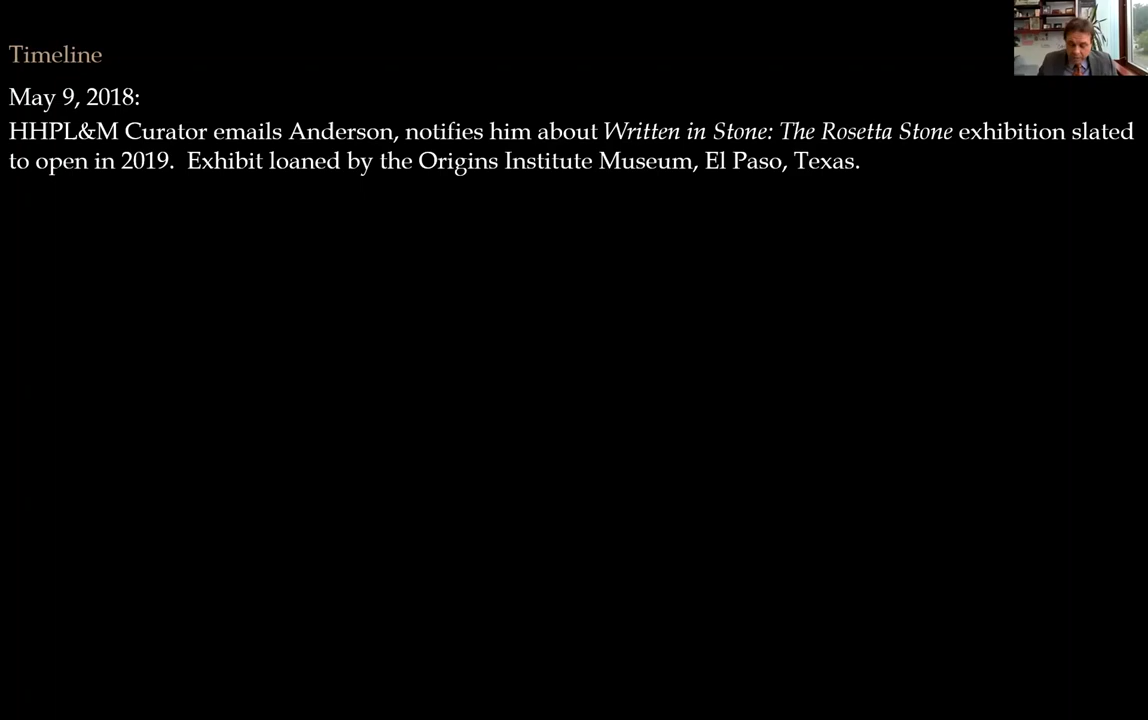 Timeline
May 9, 2018:
HHPL&M Curator emails Anderson, notifies him about Written in Stone: The Rosetta Stone exhibition slated
to open in 2019.  Exhibit loaned by the Origins Institute Museum, El Paso, Texas.